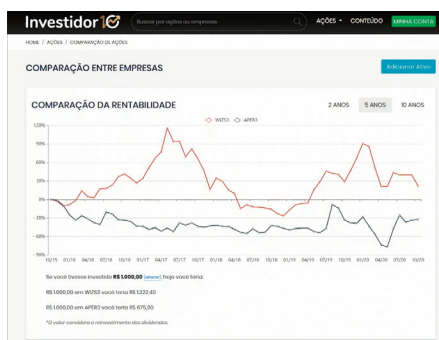 Investidor10
Buscar por ações ou empresas
AÇÕES
CONTEÚDO
MINHA CONTA
HOME / AÇÕES / COMPARAÇÃO DE AÇÕES
COMPARAÇÃO ENTRE EMPRESAS
Adicionar Ativo
COMPARAÇÃO DA RENTABILIDADE
2 ANOS
5 ANOS
10 ANOS
WIZS3 APER3
120%
90%
60%
30%
0%
-30%
-60%
-90%
10/15 01/16 04/16 07/16 10/16 01/17 04/17 07/17 10/17 01/18 04/18 07/18 10/18 01/19 04/19 07/19 10/19 01/20 04/20 07/20 10/20
Se você tivesse investido R$ 1.000,00 (alterar), hoje você teria:
R$ 1.000,00 em WIZS3 você teria R$ 1.222,40
R$ 1.000,00 em APER3 você teria R$ 675,90
*O valor considera o reinvestimento dos dividendos.